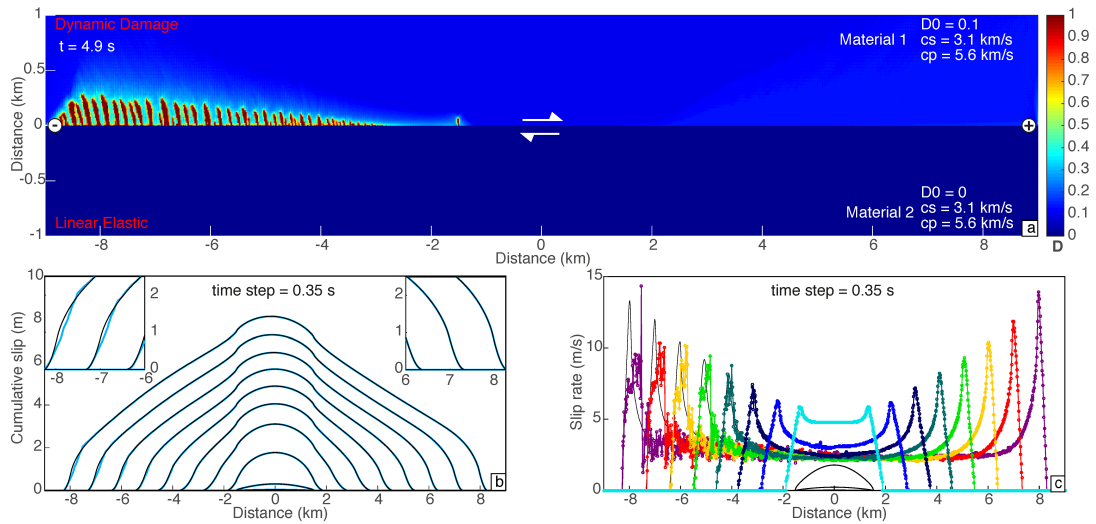 1
Dynamic Damage
t = 4.9 s
D0 = 0.1
Material 1
cs = 3.1 km/s
cp = 5.6 km/s
0.5
0
-0.5
-1
Distance (km)
-
+
D0 = 0
Material 2
cs = 3.1 km/s
cp = 5.6 km/s
Linear Elastic
a
-8 -6 -4 -2 0 2 4 6 8
Distance (km)
1
0.9
0.8
0.7
0.6
0.5
0.4
0.3
0.2
0.1
0
D
10
8
6
4
2
0
Cumulative slip (m)
time step = 0.35 s
2
1
0
-8 -7 -6
2
1
0
6 7 8
b
-8 -6 -4 -2 0 2 4 6 8
Distance (km)
15
10
5
0
Slip rate (m/s)
time step = 0.35 s
c
-8 -6 -4 -2 0 2 4 6 8
Distance (km)